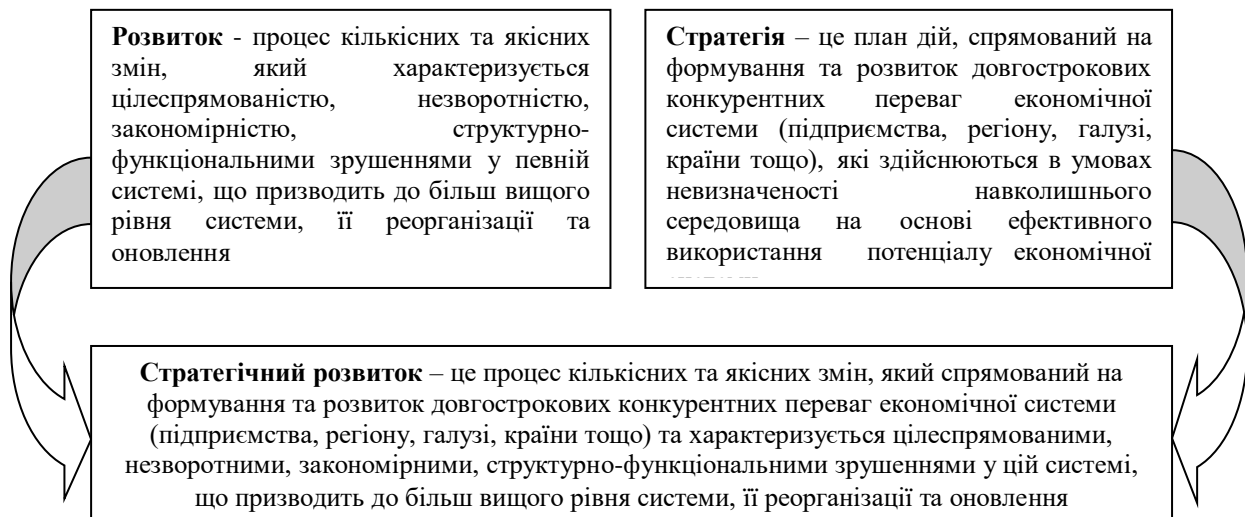 Розвиток - процес кількісних та якісних
змін, який характеризується
цілеспрямованістю, незворотністю,
закономірністю, структурно-
функціональними зрушеннями у певній
системі, що призводить до більш вищого
рівня системи, її реорганізації та
оновлення
Стратегія – це план дій, спрямований на
формування та розвиток довгострокових
конкурентних переваг економічної
системи (підприємства, регіону, галузі,
країни тощо), які здійснюються в умовах
невизначеності навколишнього
середовища на основі ефективного
використання потенціалу економічної
Стратегічний розвиток – це процес кількісних та якісних змін, який спрямований на
формування та розвиток довгострокових конкурентних переваг економічної системи
(підприємства, регіону, галузі, країни тощо) та характеризується цілеспрямованими,
незворотними, закономірними, структурно-функціональними зрушеннями у цій системі,
що призводить до більш вищого рівня системи, її реорганізації та оновлення